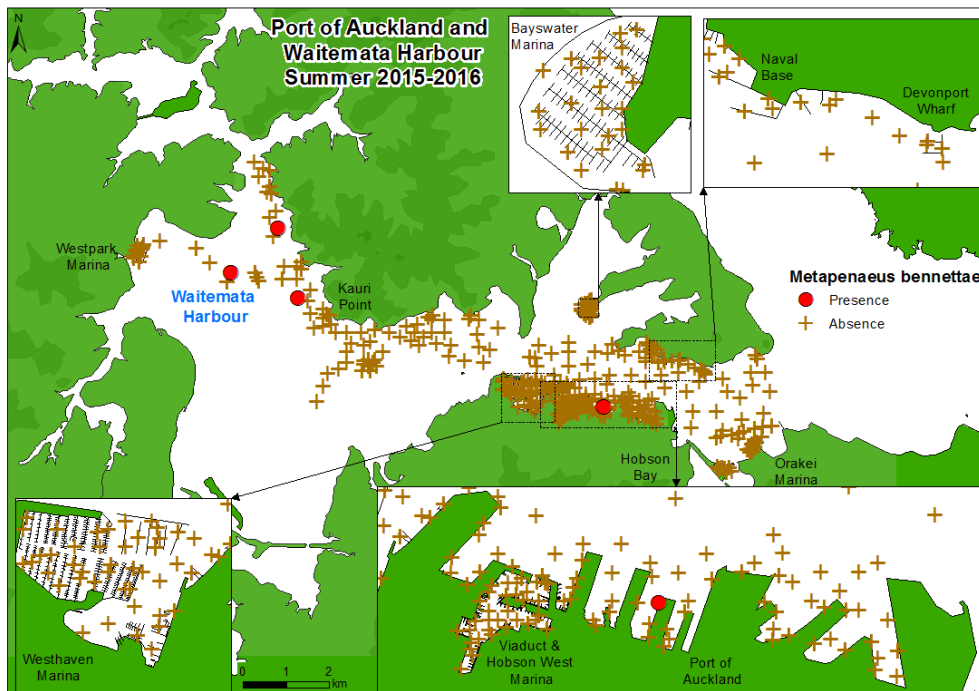 N
Port of Auckland and
Waitemata Harbour
Summer 2015-2016
Bayswater
Marina
Naval
Base
Devonport
Wharf
Westpark
Marina
Waitemata
Harbour
Kauri
Point
Metapenaeus bennettae
Presence
Absence
Hobson
Bay
Orakei
Marina
Westhaven
Marina
0 1 2
km
Viaduct &
Hobson West
Marina
Port of
Auckland